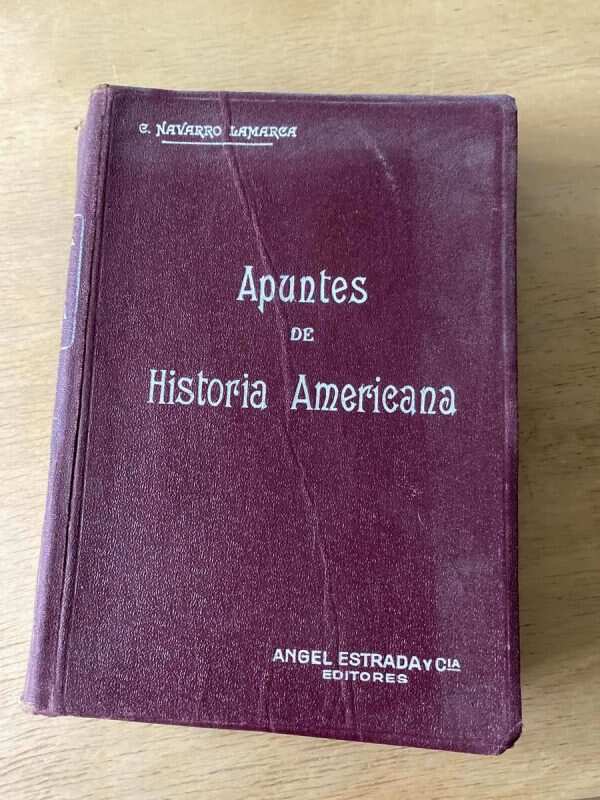 C. NAVARRO LAMARCA
Apuntes
DE
Historia Americana
ANGEL ESTRADA Y CIA
EDITORES